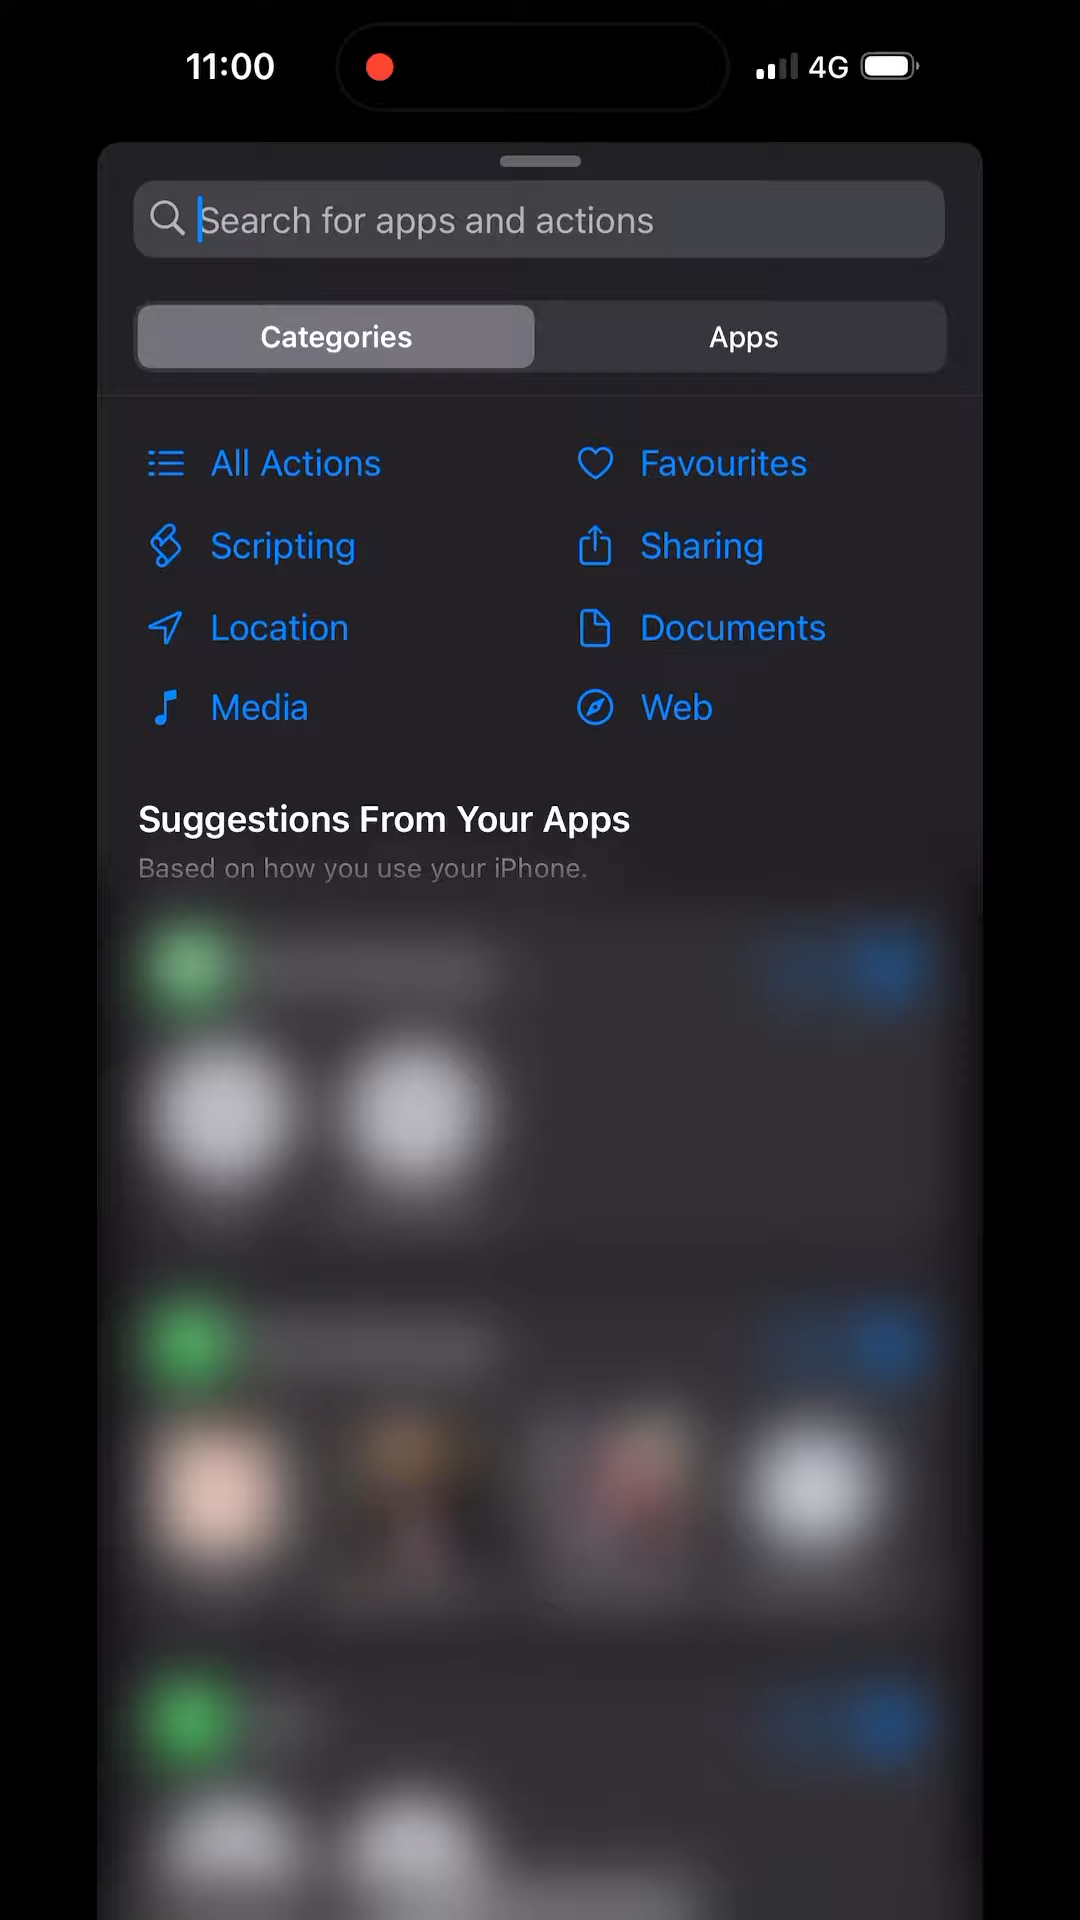 11:00
4G
Search for apps and actions
Categories
Apps
All Actions
Favourites
Scripting
Sharing
Location
Documents
Media
Web
Suggestions From Your Apps
Based on how you use your iPhone.